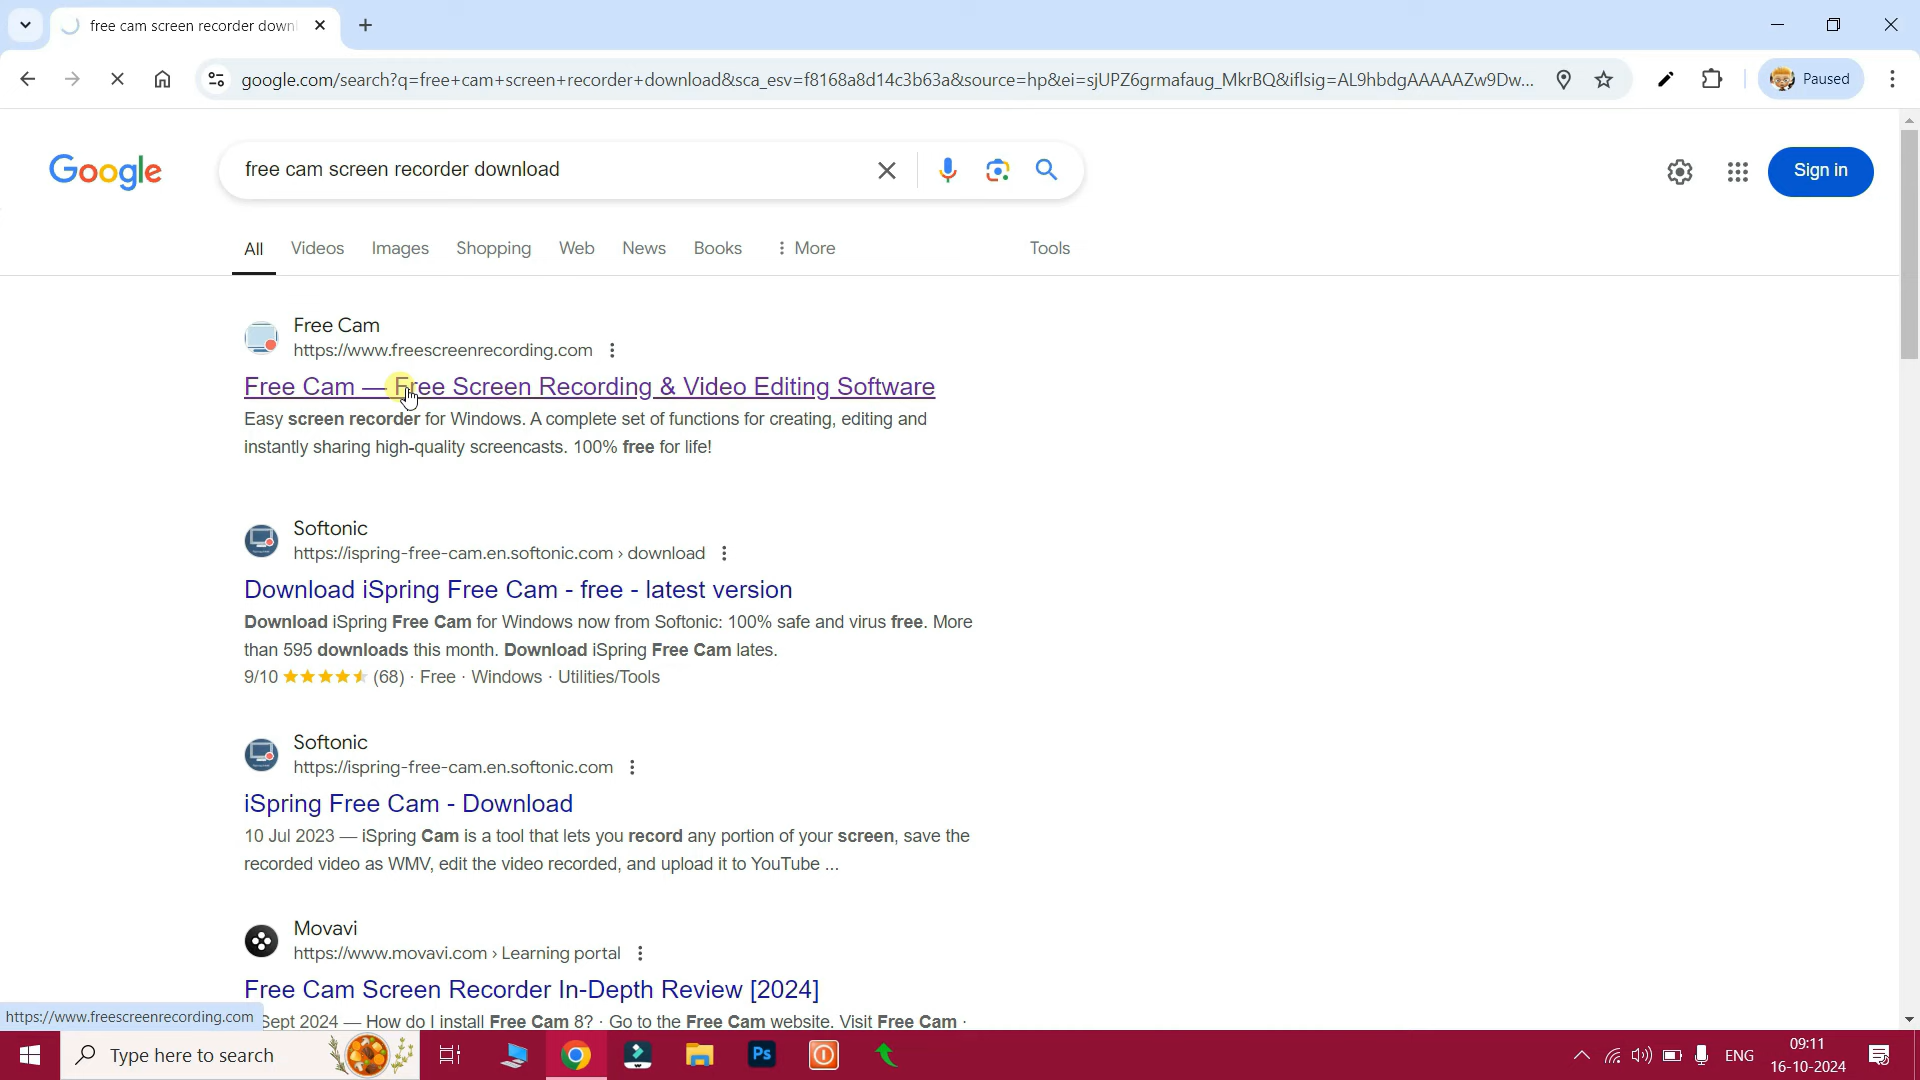 free cam screen recorder down
google.com/search?q=free+cam+screen+recorder+download&sca_esv=f8168a8d14c3b63a&source=hp&ei=sjUPZ6grmafaug_MkrBQ&iflsig=AL9hbdgAAAAAZw9Dw...
Paused
Google
free cam screen recorder download
Sign in
All Videos Images Shopping Web News Books More Tools
Free Cam
https://www.freescreenrecording.com
Free Cam — Free Screen Recording & Video Editing Software
Easy screen recorder for Windows. A complete set of functions for creating, editing and
instantly sharing high-quality screencasts. 100% free for life!
Softonic
https://ispring-free-cam.en.softonic.com › download
Download iSpring Free Cam - free - latest version
Download iSpring Free Cam for Windows now from Softonic: 100% safe and virus free. More
than 595 downloads this month. Download iSpring Free Cam lates.
9/10 (68) · Free · Windows · Utilities/Tools
Softonic
https://ispring-free-cam.en.softonic.com
iSpring Free Cam - Download
10 Jul 2023 — iSpring Cam is a tool that lets you record any portion of your screen, save the
recorded video as WMV, edit the video recorded, and upload it to YouTube ...
Movavi
https://www.movavi.com › Learning portal
Free Cam Screen Recorder In-Depth Review [2024]
Sept 2024 — How do I install Free Cam 8? · Go to the Free Cam website. Visit Free Cam ·
https://www.freescreenrecording.com
Type here to search
Ps
ENG
09:11
16-10-2024